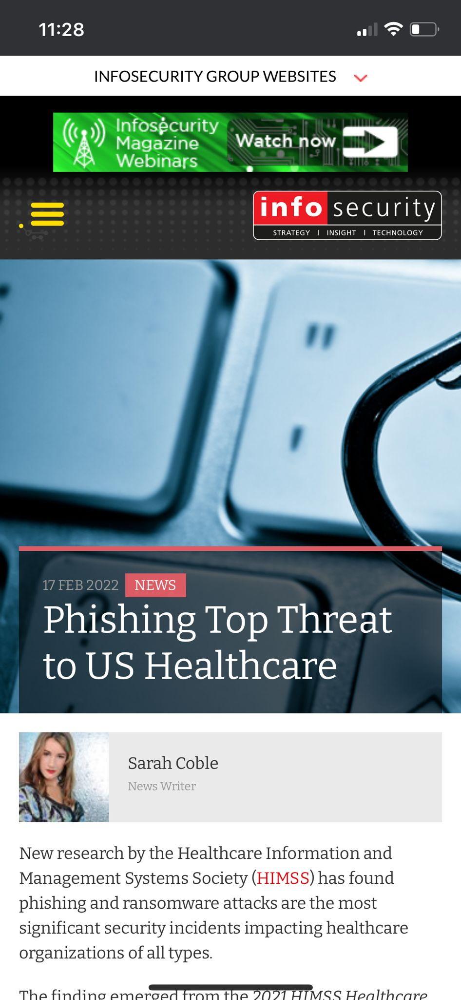 11:28
INFOSECURITY GROUP WEBSITES
Infosecurity
Magazine
Webinars
Watch now
info security
STRATEGY | INSIGHT | TECHNOLOGY
"
'
17 FEB 2022 NEWS
Phishing Top Threat
to US Healthcare
Sarah Coble
News Writer
New research by the Healthcare Information and
Management Systems Society (HIMSS) has found
phishing and ransomware attacks are the most
significant security incidents impacting healthcare
organizations of all types.
The finding emerged from the 2021 HIMSS Healthcare